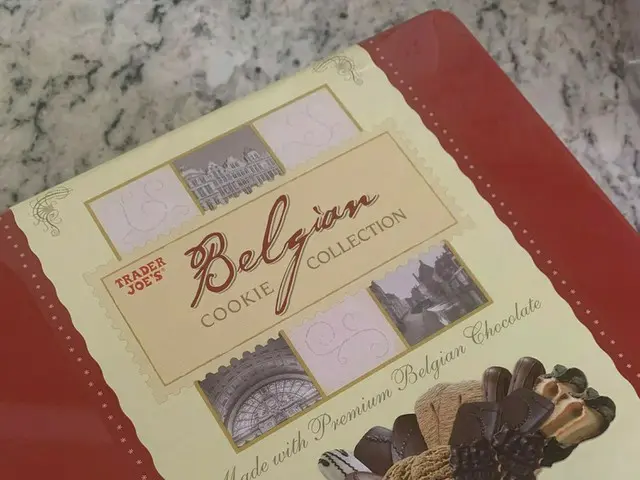 TRADER
JOE'S®
Belgian
COOKIE COLLECTION
Made with Premium Belgian Chocolate